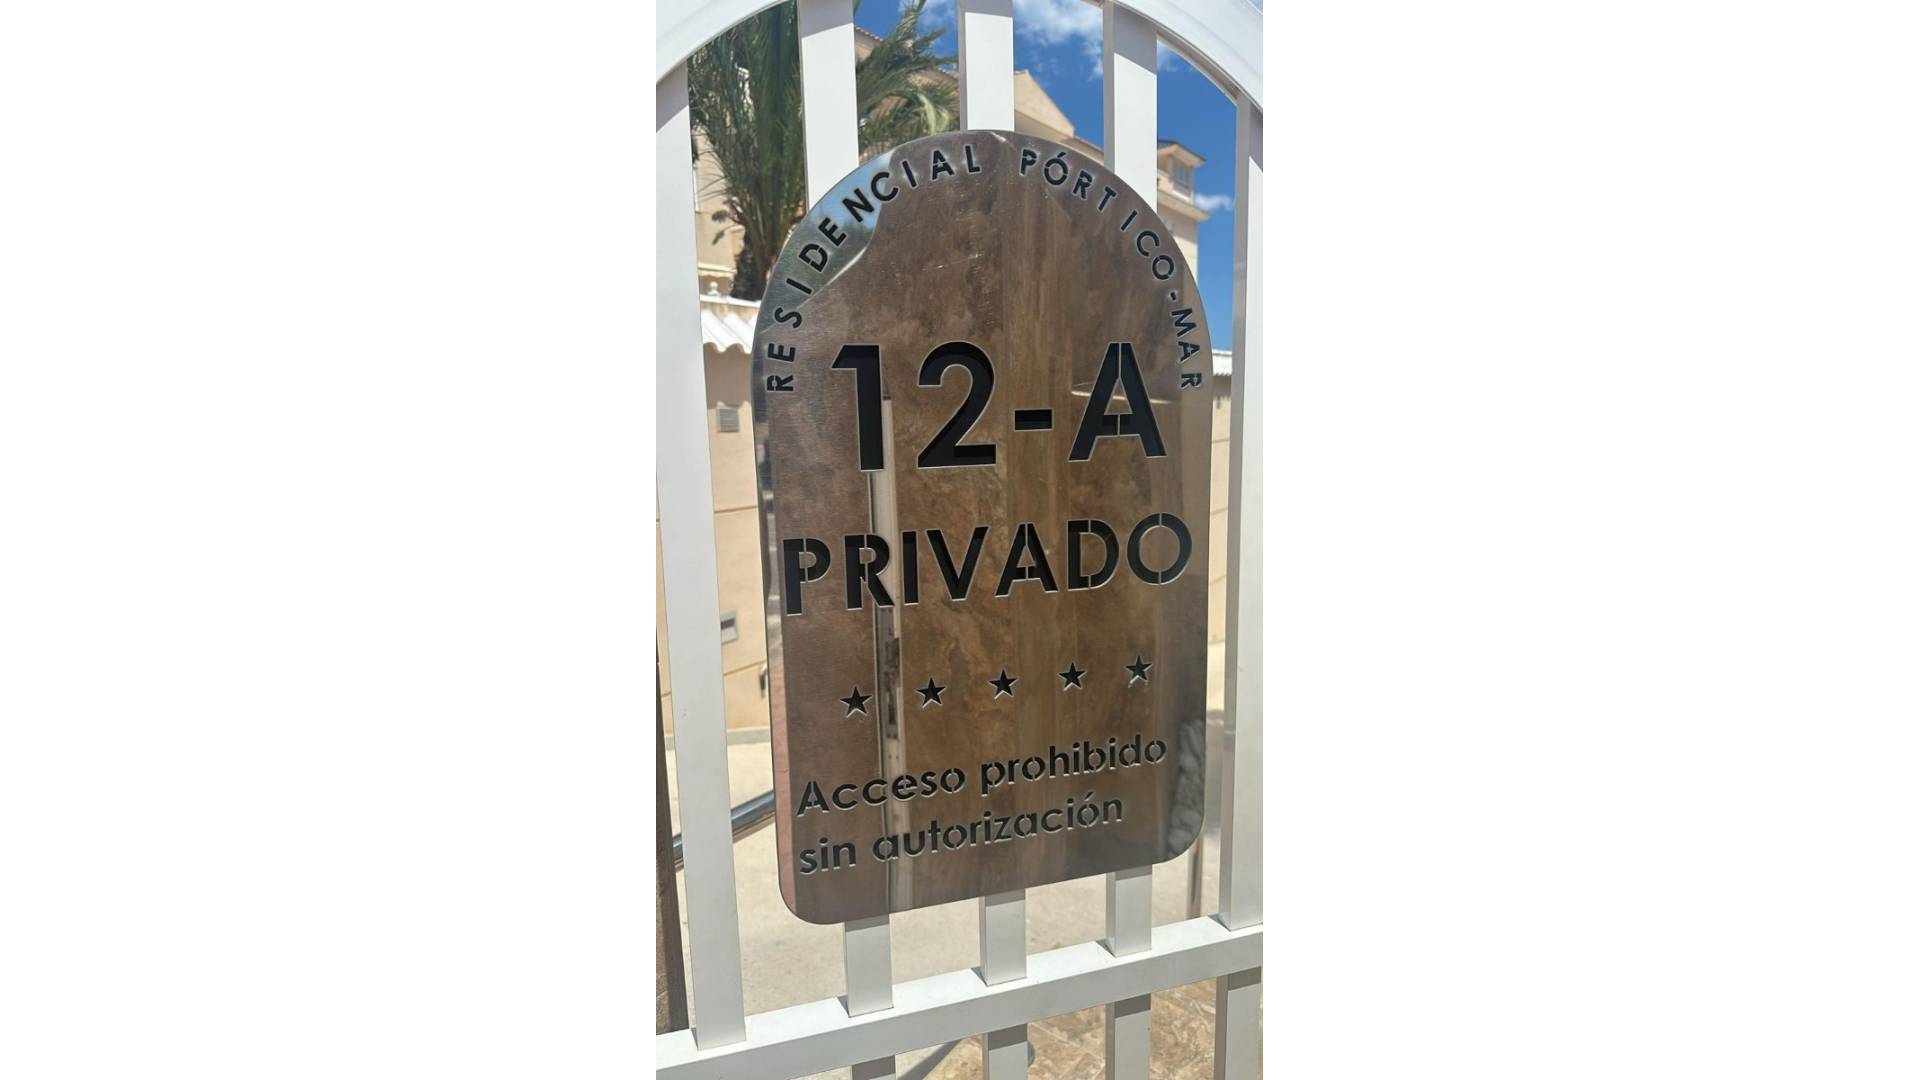 RESIDENCIAL PÓRTICO-MAR
12-A
PRIVADO
★ ★ ★ ★ ★
Acceso prohibido
sin autorización